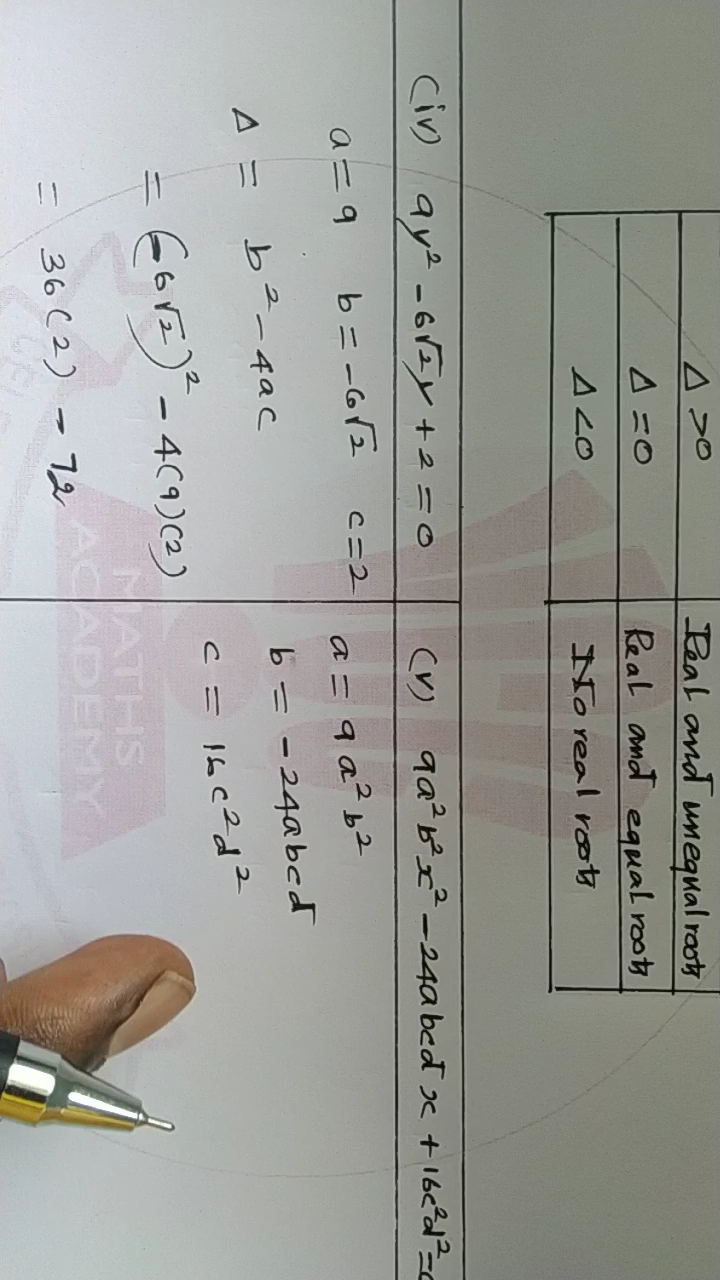 Δ >0 Real and unequal roots
Δ =0 Real and equal roots
Δ <0 No real roots
(iv) 9y² - 6√2y + 2 = 0
a = 9 b = -6√2 c = 2
Δ = b² - 4ac
= (-6√2)² - 4(9)(2)
= 36(2) - 72
(v) 9a²b²x² - 24abcd x + 16c²d² =
a = 9a²b²
b = -24abcd
c = 16c²d²
MATHS
ACADEMY